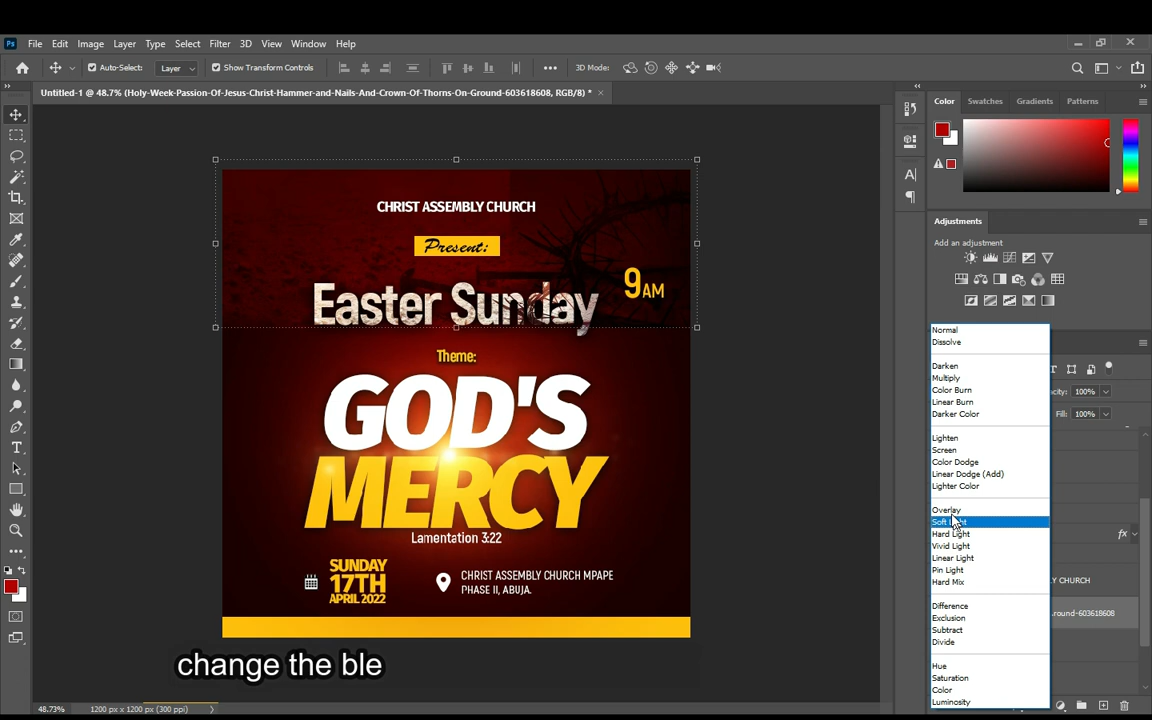 Ps File Edit Image Layer Type Select Filter 3D View Window Help
Auto-Select: Layer Show Transform Controls 3D Mode:
Untitled-1 @ 48.7% (Holy-Week-Passion-Of-Jesus-Christ-Hammer-and-Nails-And-Crown-Of-Thorns-On-Ground-603618608, RGB/8) * ×
Color Swatches Gradients Patterns
Adjustments
Add an adjustment
CHRIST ASSEMBLY CHURCH
Present:
Easter Sunday
9AM
Theme:
GOD'S
MERCY
Lamentation 3:22
SUNDAY
17TH
APRIL 2022
CHRIST ASSEMBLY CHURCH MPAPE
PHASE II, ABUJA.
change the ble
Normal
Dissolve
Darken
Multiply
Color Burn
Linear Burn
Darker Color
Lighten
Screen
Color Dodge
Linear Dodge (Add)
Lighter Color
Overlay
Soft Light
Hard Light
Vivid Light
Linear Light
Pin Light
Hard Mix
Difference
Exclusion
Subtract
Divide
Hue
Saturation
Color
Luminosity
100%
Fill: 100%
fx
CHURCH
round-603618608
48.73% 1200 px x 1200 px (300 ppi)